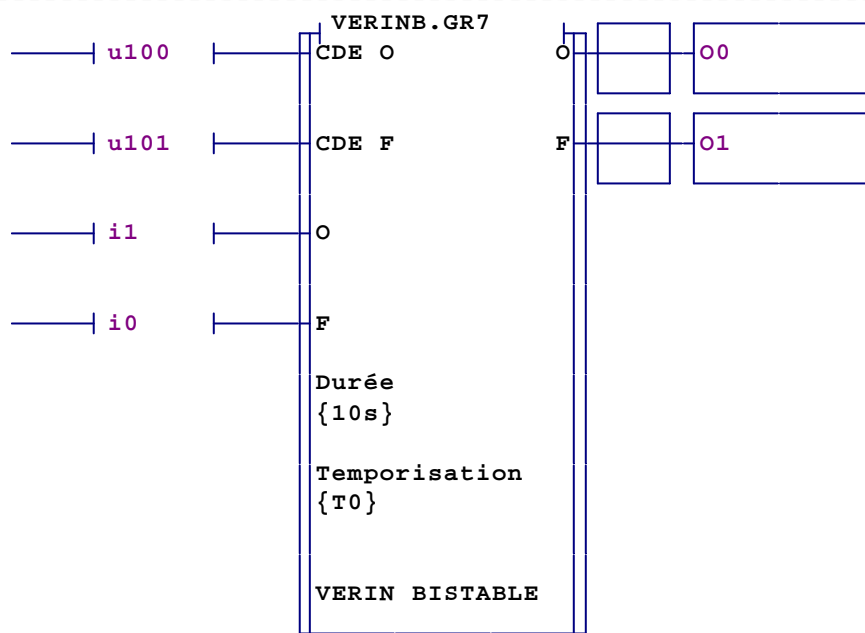 VERINB.GR7
u100 CDE O O O0
u101 CDE F F O1
i1 O
i0 F
Durée
{10s}
Temporisation
{T0}
VERIN BISTABLE